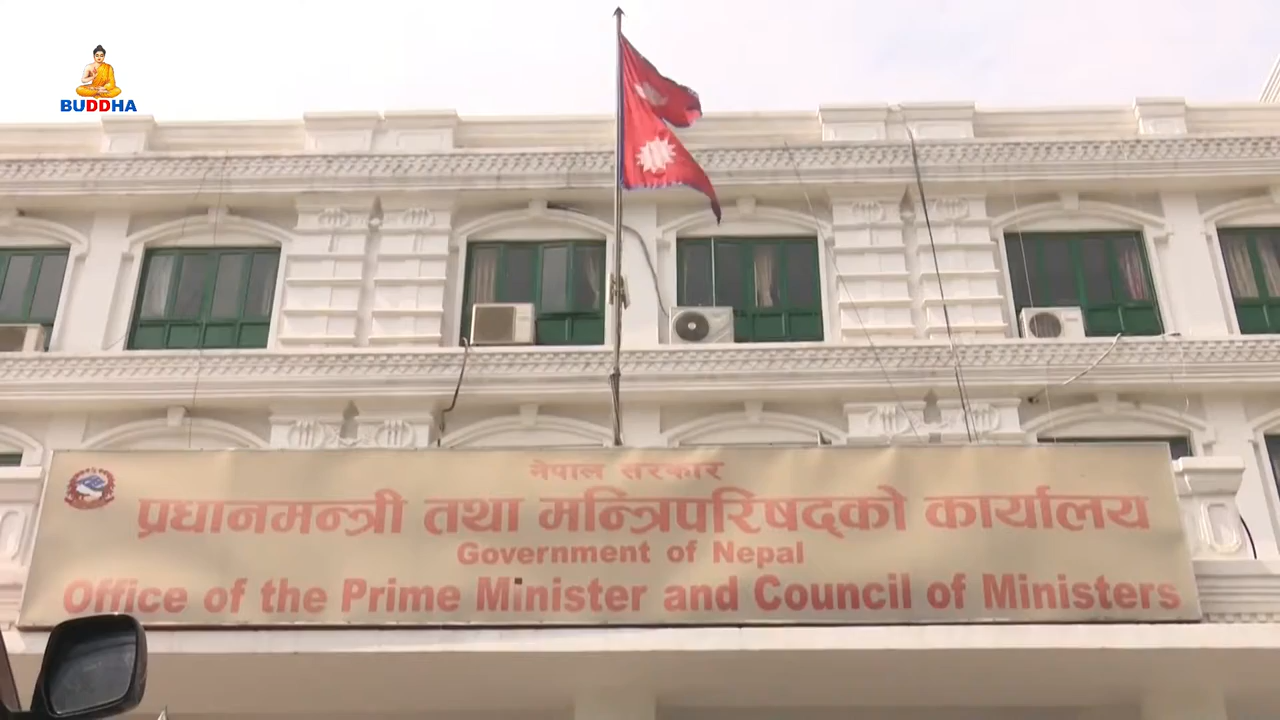 BUDDHA
नेपाल सरकार
प्रधानमन्त्री तथा मन्त्रिपरिषद्को कार्यालय
Government of Nepal
Office of the Prime Minister and Council of Ministers